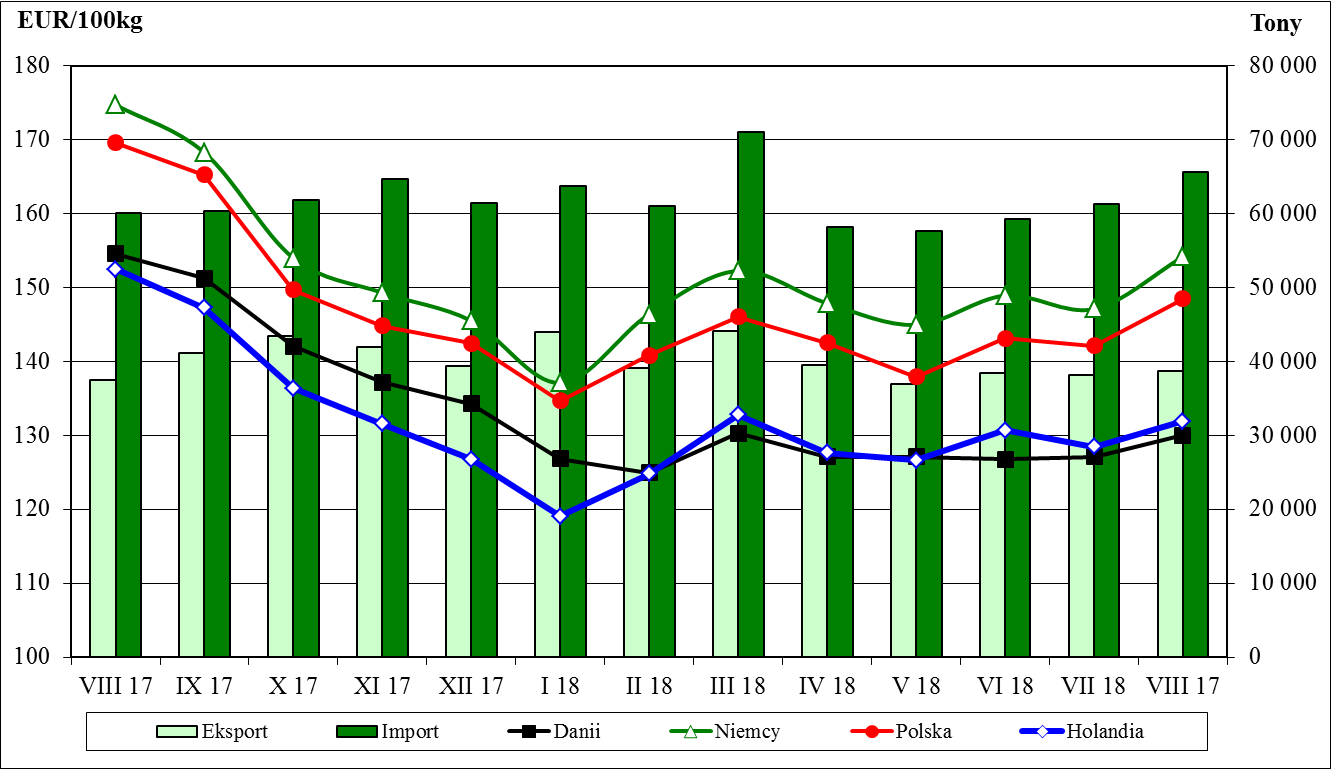 EUR/100kg Tony
180 80 000
170 70 000
160 60 000
150 50 000
140 40 000
130 30 000
120 20 000
110 10 000
100 0
VIII 17 IX 17 X 17 XI 17 XII 17 I 18 II 18 III 18 IV 18 V 18 VI 18 VII 18 VIII 17
Eksport Import Danii Niemcy Polska Holandia